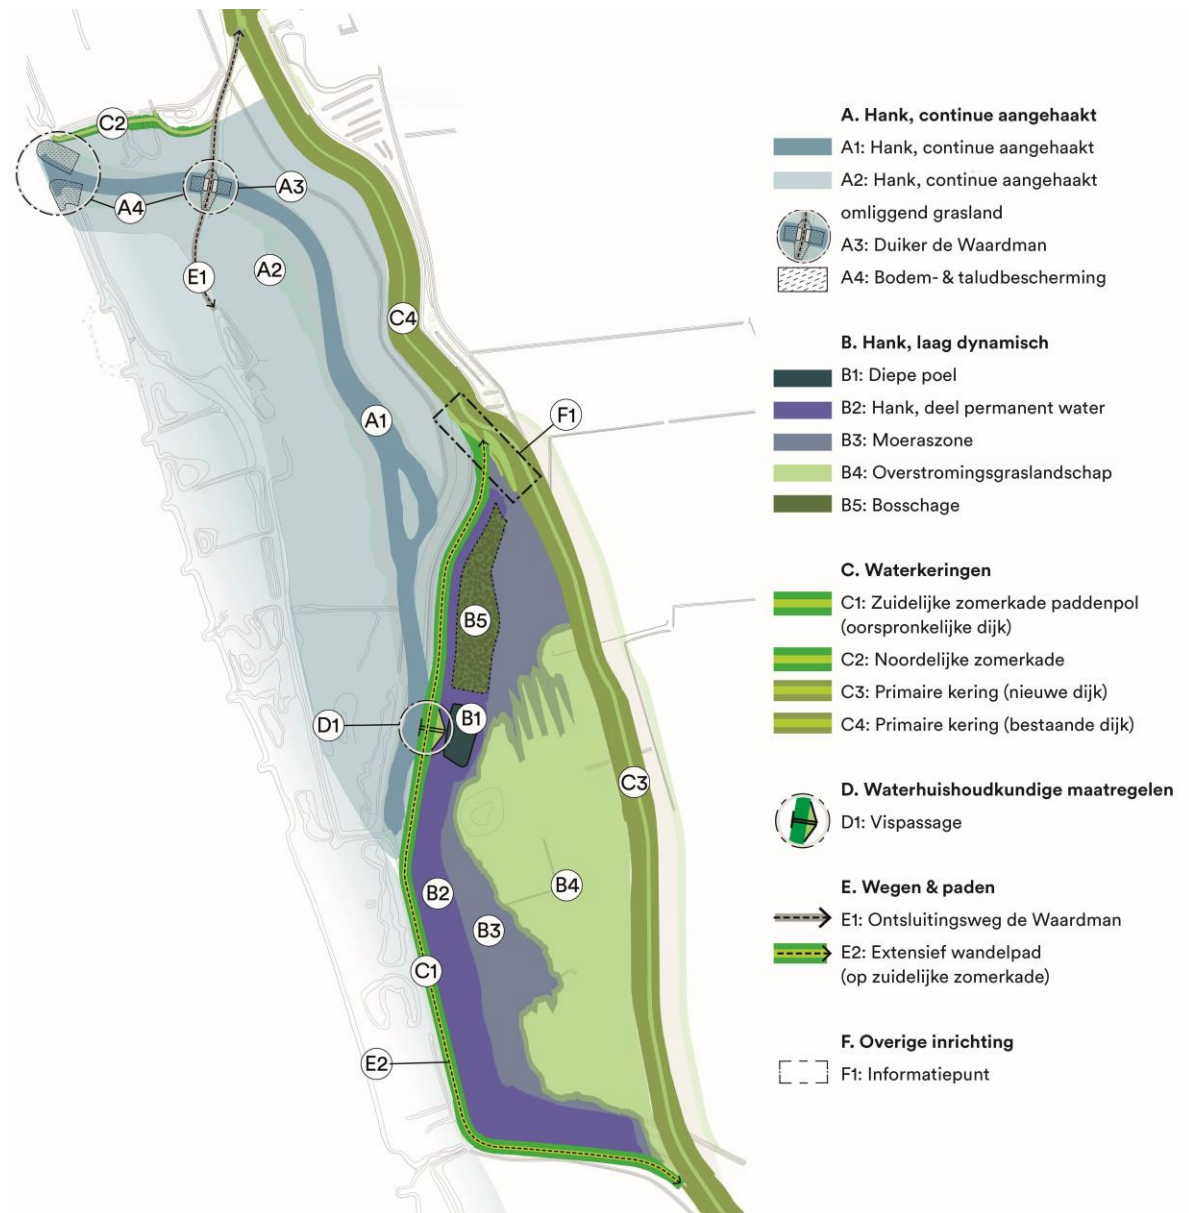 C2
A3
A4
E1
A2
C4
A1
F1
B5
D1
B1
C3
B2
B4
B3
C1
E2
A. Hank, continue aangehaakt
A1: Hank, continue aangehaakt
A2: Hank, continue aangehaakt
omliggend grasland
A3: Duiker de Waardman
A4: Bodem- & taludbescherming
B. Hank, laag dynamisch
B1: Diepe poel
B2: Hank, deel permanent water
B3: Moeraszone
B4: Overstromingsgraslandschap
B5: Bosschage
C. Waterkeringen
C1: Zuidelijke zomerkade paddenpol
(oorspronkelijke dijk)
C2: Noordelijke zomerkade
C3: Primaire kering (nieuwe dijk)
C4: Primaire kering (bestaande dijk)
D. Waterhuishoudkundige maatregelen
D1: Vispassage
E. Wegen & paden
E1: Ontsluitingsweg de Waardman
E2: Extensief wandelpad
(op zuidelijke zomerkade)
F. Overige inrichting
F1: Informatiepunt